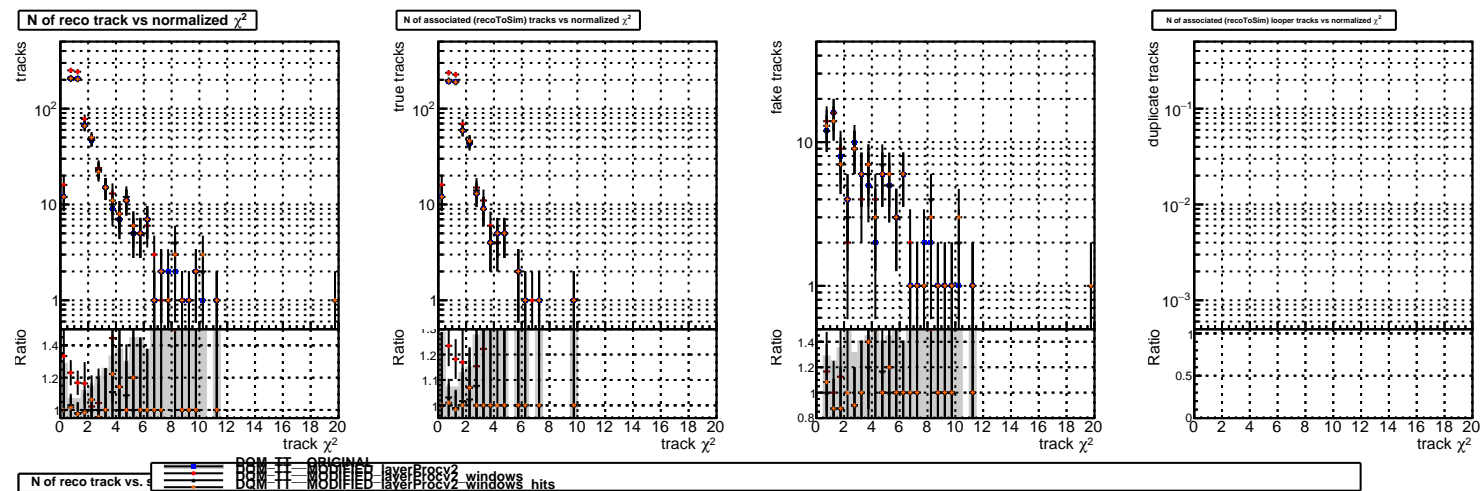 N of reco track vs normalized χ²
N of associated (recoToSim) tracks vs normalized χ²
N of associated (recoToSim) looper tracks vs normalized χ²
tracks
10²
10
1
Ratio
1.4
1.2
1
0 2 4 6 8 10 12 14 16 18 20
track χ²
true tracks
10²
10
1
Ratio
1.2
1.1
1
0 2 4 6 8 10 12 14 16 18 20
track χ²
fake tracks
10
1
Ratio
1.4
1.2
1
0.8
0 2 4 6 8 10 12 14 16 18 20
track χ²
duplicate tracks
10⁻¹
10⁻²
10⁻³
Ratio
1
0.5
0
0 2 4 6 8 10 12 14 16 18 20
track χ²
N of reco track vs.
DQM_TT__ORIGINAL
DQM_TT__MODIFIED_layerProcv2
DQM_TT__MODIFIED_layerProcv2_windows
DQM_TT__MODIFIED_layerProcv2_windows_hits